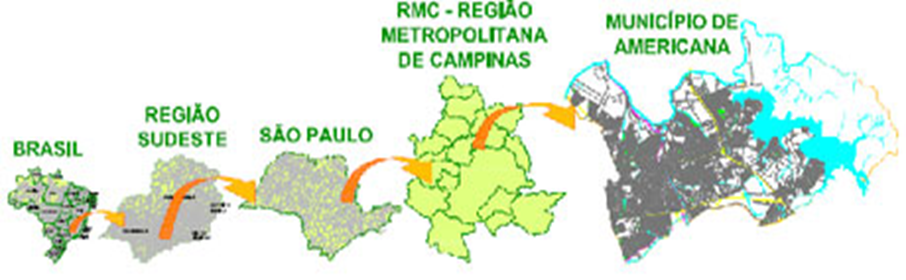 BRASIL
REGIÃO
SUDESTE
SÃO PAULO
RMC - REGIÃO
METROPOLITANA
DE CAMPINAS
MUNICÍPIO DE
AMERICANA